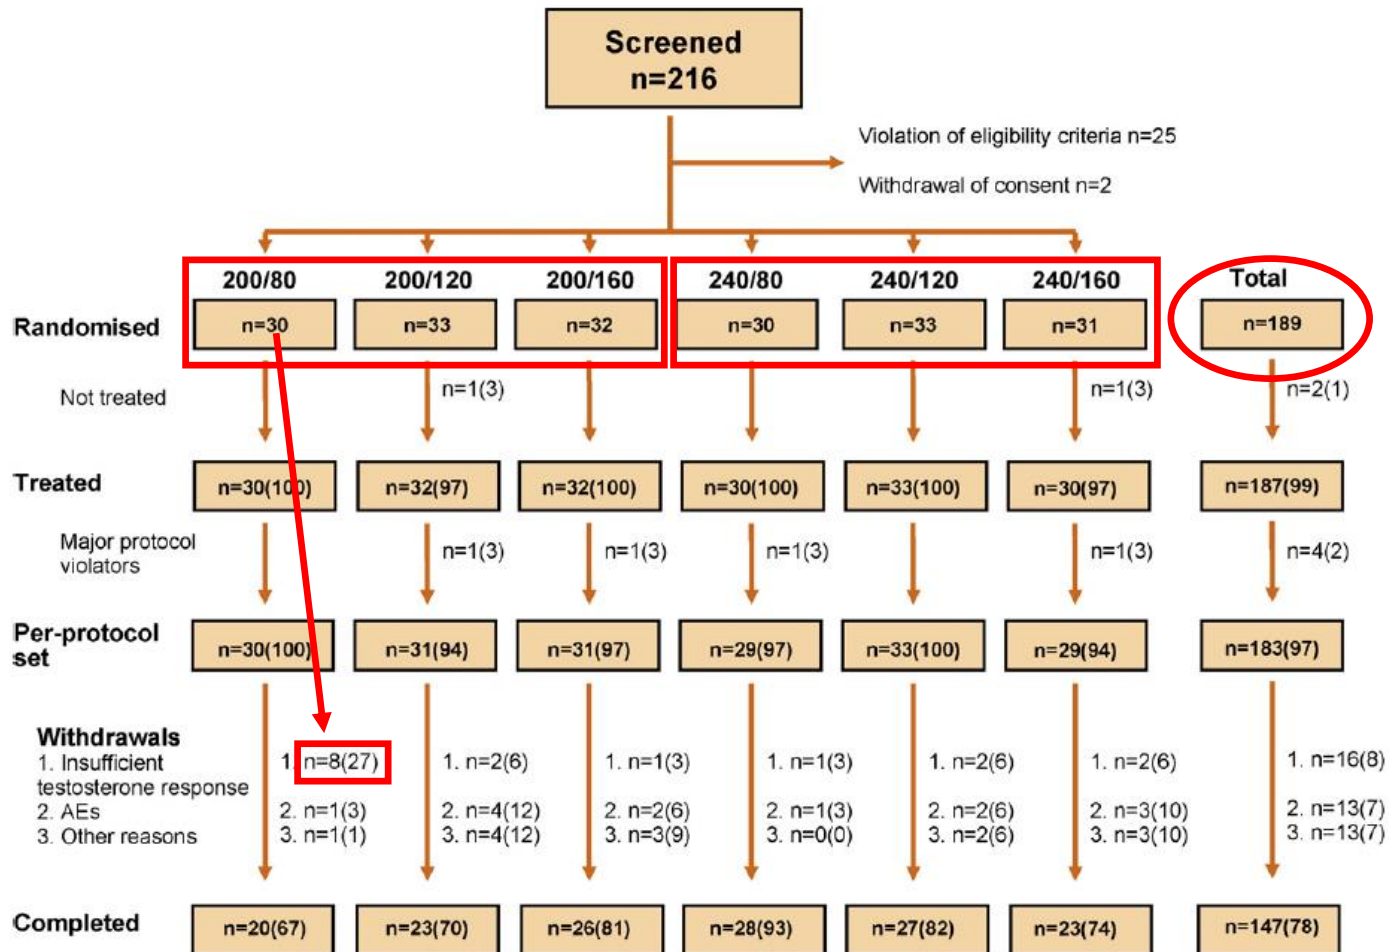 Screened
n=216
Violation of eligibility criteria n=25
Withdrawal of consent n=2
200/80 200/120 200/160 240/80 240/120 240/160 Total
Randomised n=30 n=33 n=32 n=30 n=33 n=31 n=189
Not treated n=1(3) n=1(3) n=2(1)
Treated n=30(100) n=32(97) n=32(100) n=30(100) n=33(100) n=30(97) n=187(99)
Major protocol
violators n=1(3) n=1(3) n=1(3) n=1(3) n=4(2)
Per-protocol
set n=30(100) n=31(94) n=31(97) n=29(97) n=33(100) n=29(94) n=183(97)
Withdrawals
1. Insufficient 1. n=8(27) 1. n=2(6) 1. n=1(3) 1. n=1(3) 1. n=2(6) 1. n=2(6) 1. n=16(8)
testosterone response
2. AEs 2. n=1(3) 2. n=4(12) 2. n=2(6) 2. n=1(3) 2. n=2(6) 2. n=3(10) 2. n=13(7)
3. Other reasons 3. n=1(1) 3. n=4(12) 3. n=3(9) 3. n=0(0) 3. n=2(6) 3. n=3(10) 3. n=13(7)
Completed n=20(67) n=23(70) n=26(81) n=28(93) n=27(82) n=23(74) n=147(78)